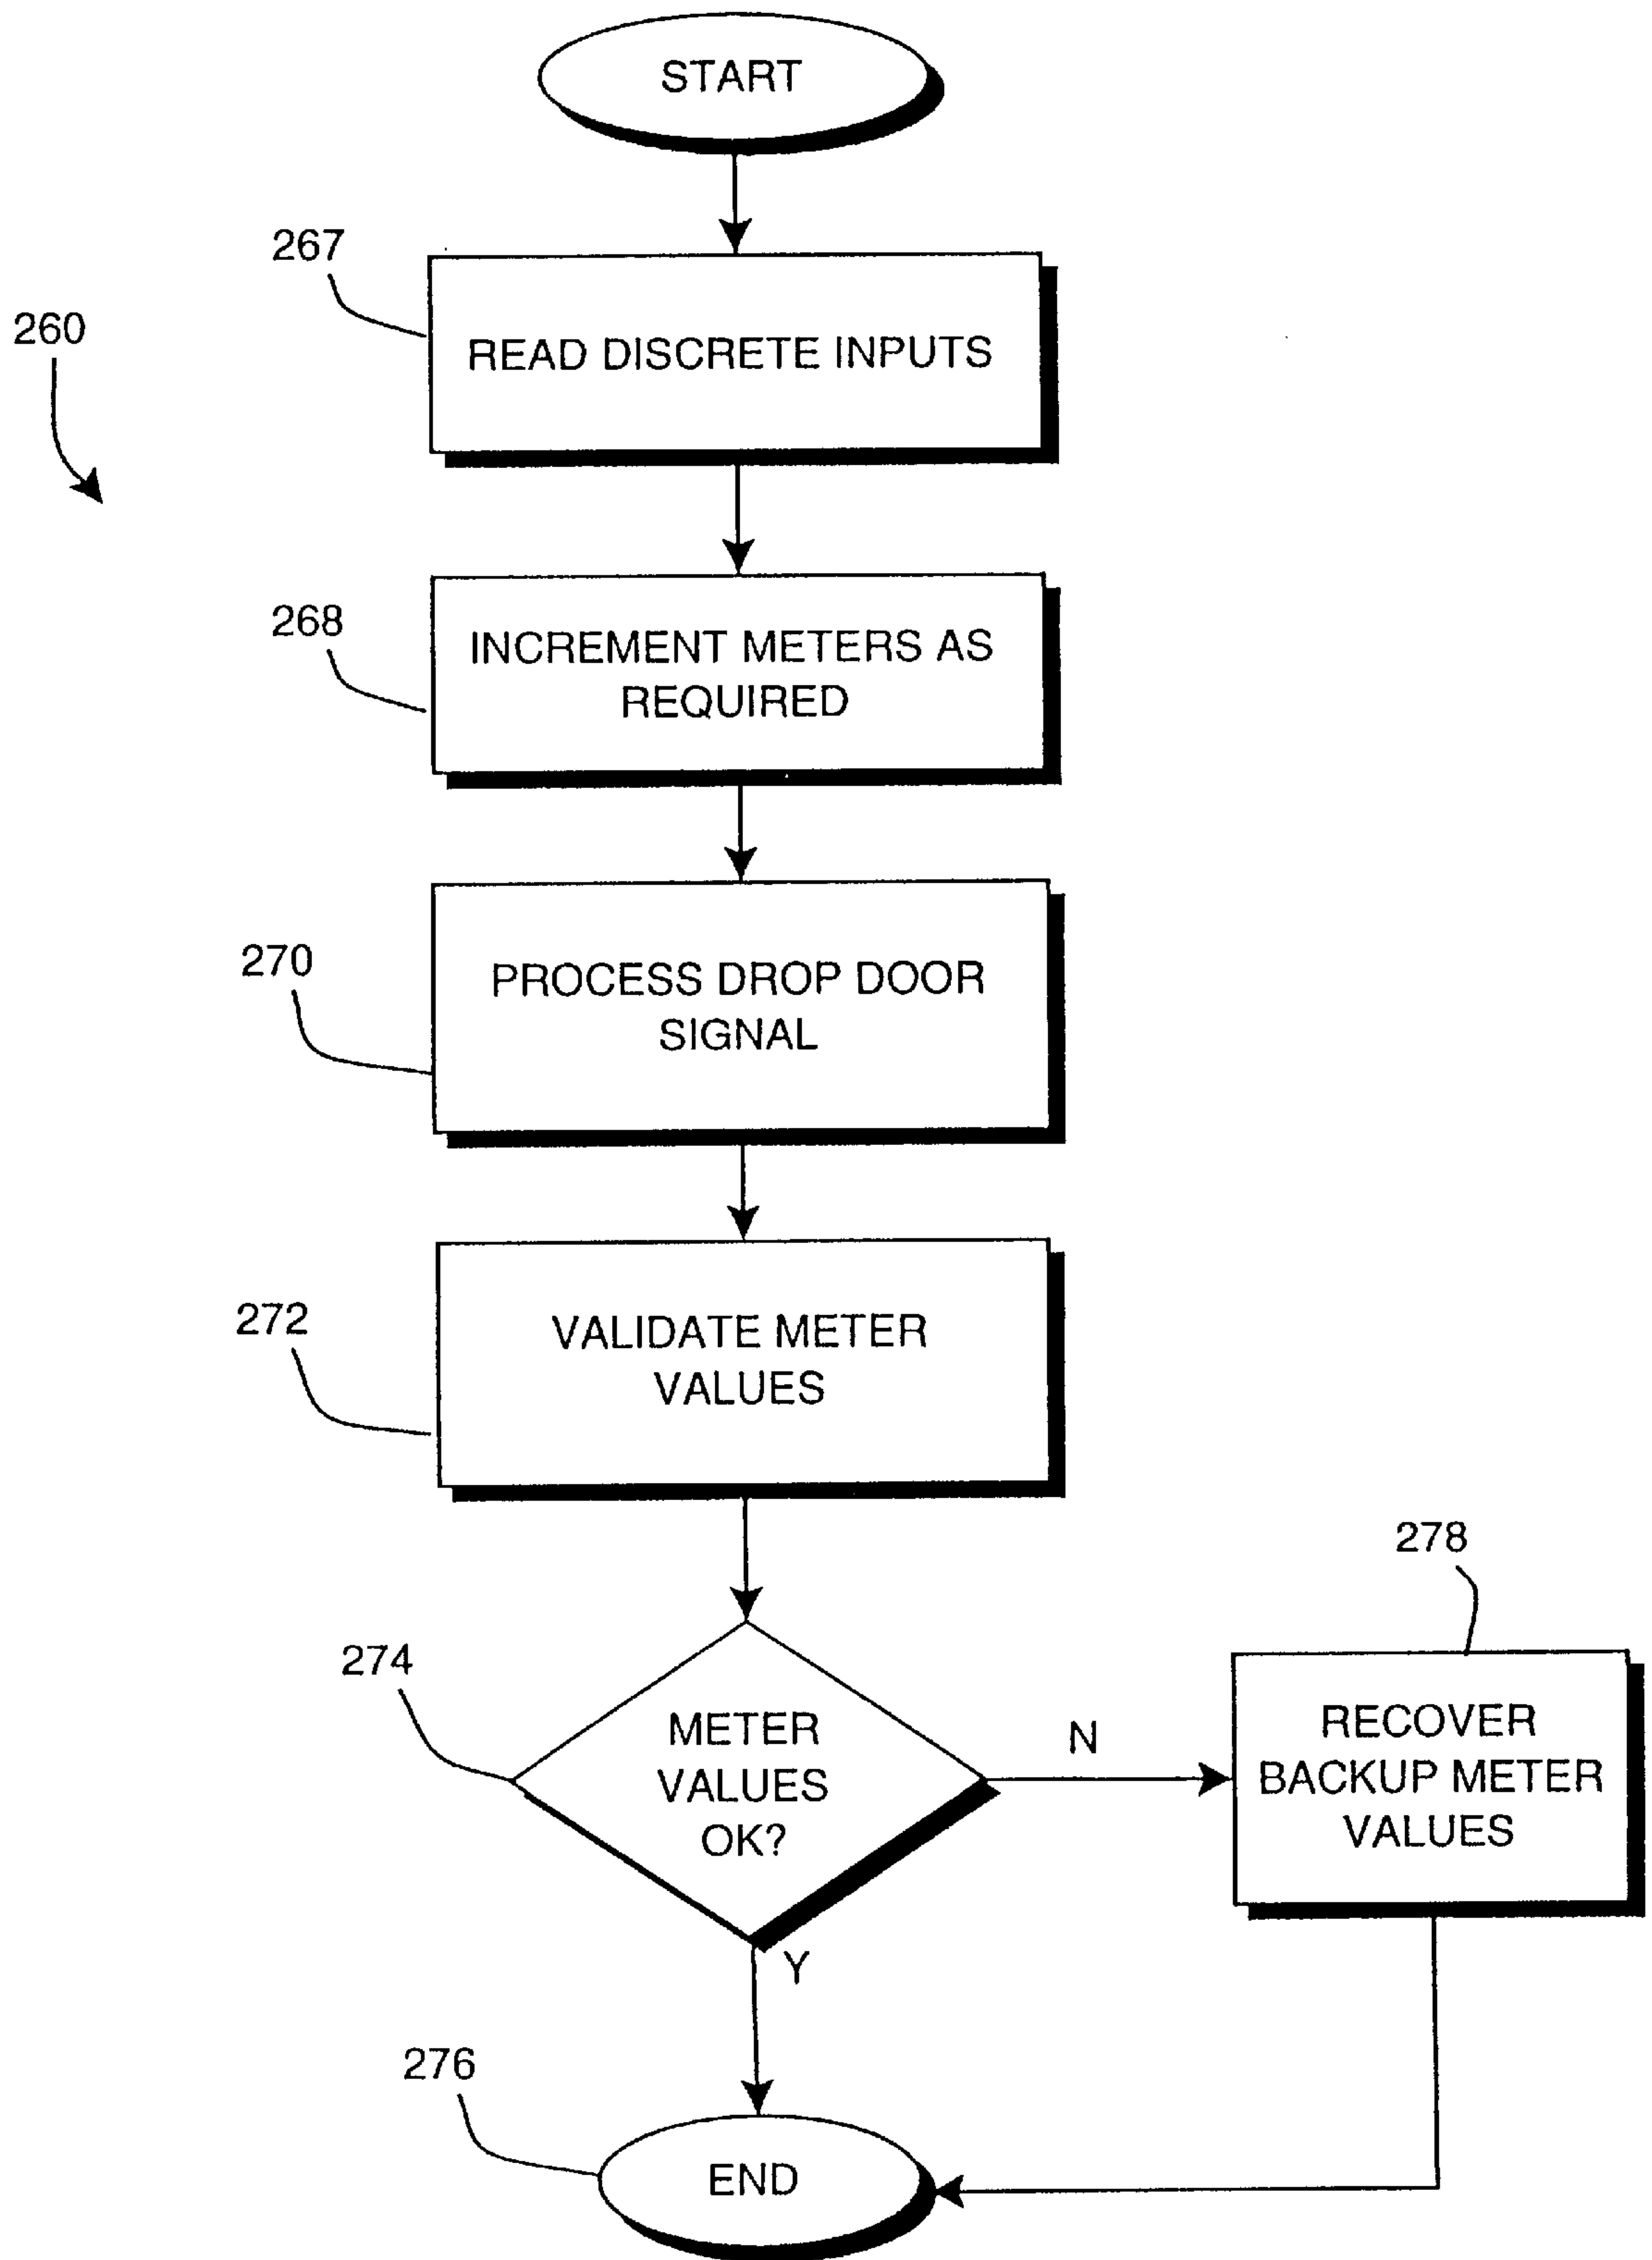 START
267
260
READ DISCRETE INPUTS
268
INCREMENT METERS AS
REQUIRED
270
PROCESS DROP DOOR
SIGNAL
272
VALIDATE METER
VALUES
278
274
METER
VALUES
OK?
N
RECOVER
BACKUP METER
VALUES
Y
276
END